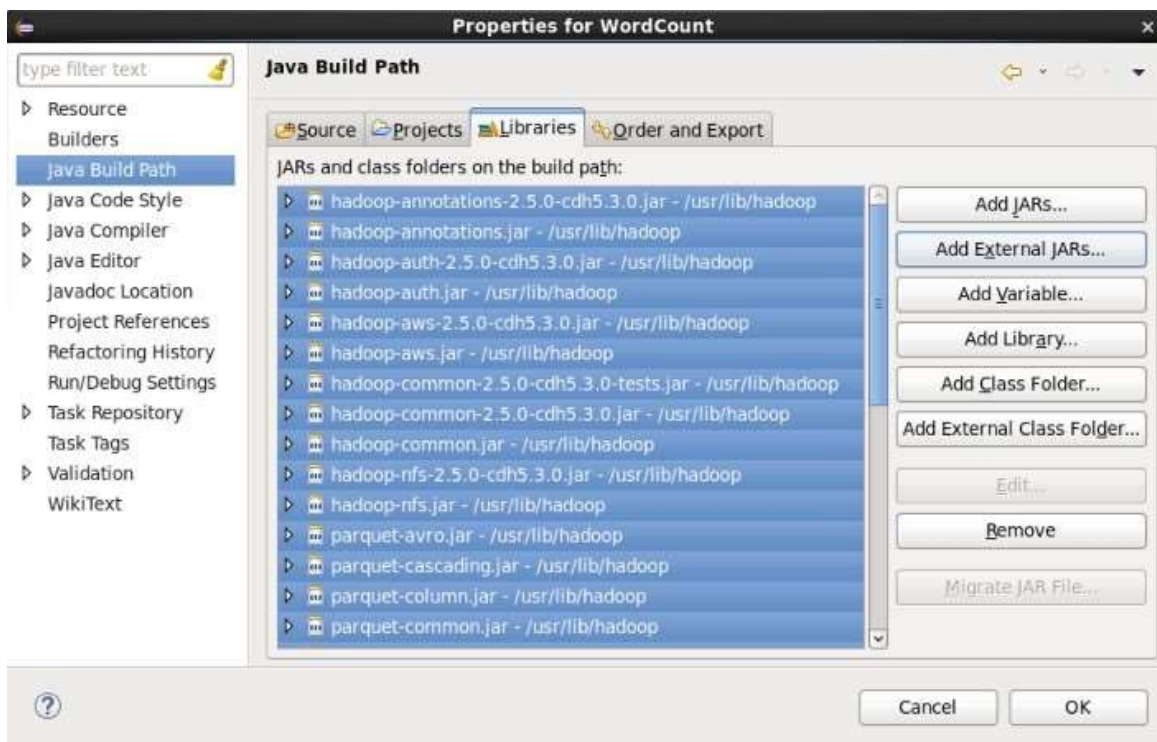 Properties for WordCount
type filter text
Java Build Path
Resource
Builders
Java Build Path
Java Code Style
Java Compiler
Java Editor
Javadoc Location
Project References
Refactoring History
Run/Debug Settings
Task Repository
Task Tags
Validation
WikiText
Source Projects Libraries Order and Export
JARs and class folders on the build path:
hadoop-annotations-2.5.0-cdh5.3.0.jar - /usr/lib/hadoop
hadoop-annotations.jar - /usr/lib/hadoop
hadoop-auth-2.5.0-cdh5.3.0.jar - /usr/lib/hadoop
hadoop-auth.jar - /usr/lib/hadoop
hadoop-aws-2.5.0-cdh5.3.0.jar - /usr/lib/hadoop
hadoop-aws.jar - /usr/lib/hadoop
hadoop-common-2.5.0-cdh5.3.0-tests.jar - /usr/lib/hadoop
hadoop-common-2.5.0-cdh5.3.0.jar - /usr/lib/hadoop
hadoop-common.jar - /usr/lib/hadoop
hadoop-nfs-2.5.0-cdh5.3.0.jar - /usr/lib/hadoop
hadoop-nfs.jar - /usr/lib/hadoop
parquet-avro.jar - /usr/lib/hadoop
parquet-cascading.jar - /usr/lib/hadoop
parquet-column.jar - /usr/lib/hadoop
parquet-common.jar - /usr/lib/hadoop
Add JARs...
Add External JARs...
Add Variable...
Add Library...
Add Class Folder...
Add External Class Folder...
Edit...
Remove
Migrate JAR File...
Cancel
OK